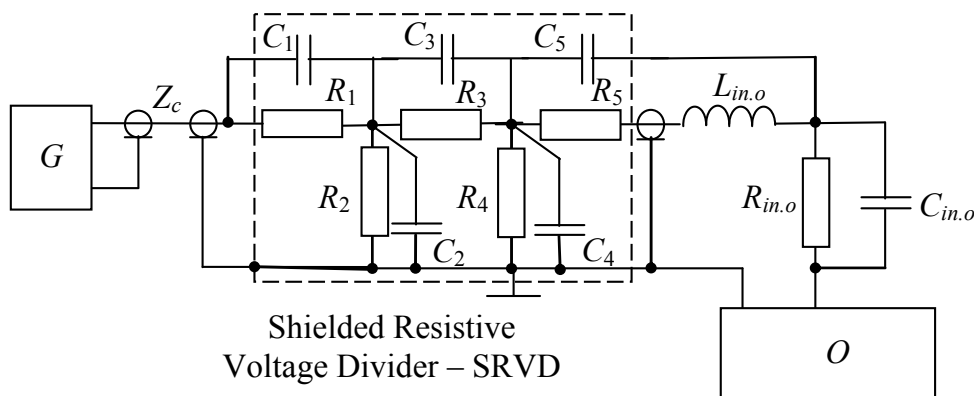 C1 C3 C5
Zc R1 R3 R5 Lin.o
G
R2 R4 Rin.o Cin.o
C2 C4
Shielded Resistive
Voltage Divider – SRVD
O